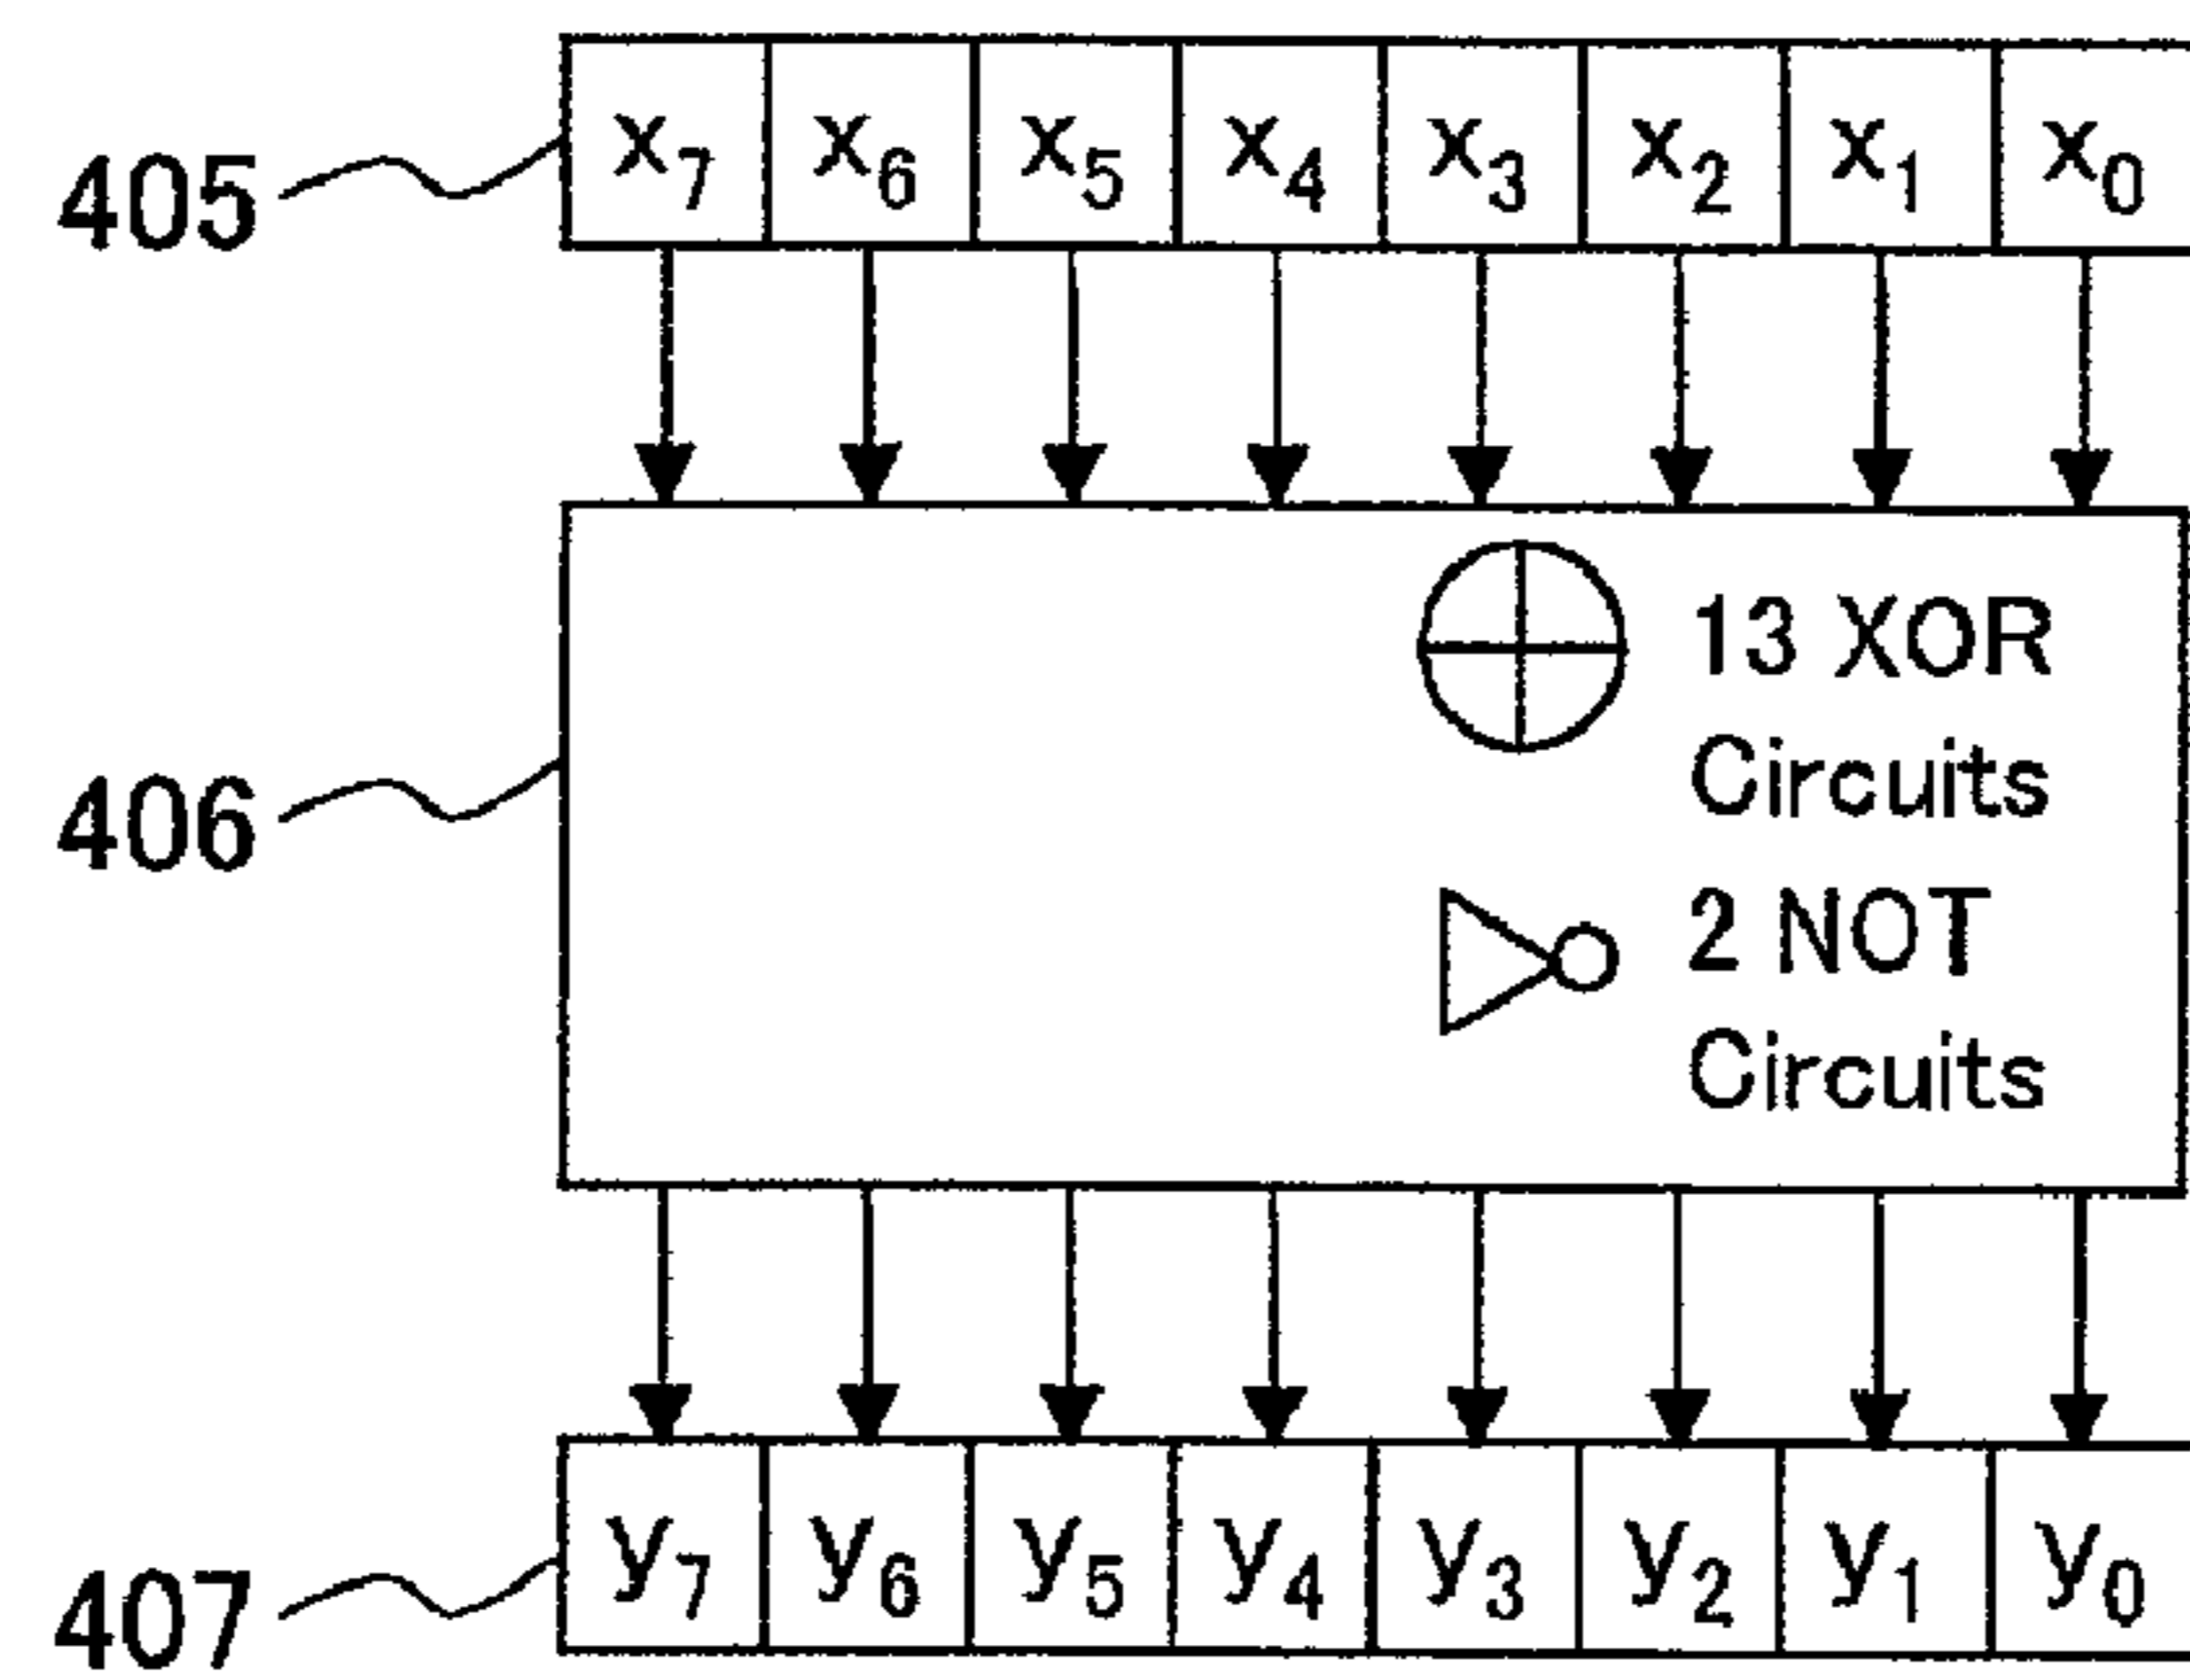 405 x₇ x₆ x₅ x₄ x₃ x₂ x₁ x₀
406
13 XOR
Circuits
2 NOT
Circuits
407 y₇ y₆ y₅ y₄ y₃ y₂ y₁ y₀